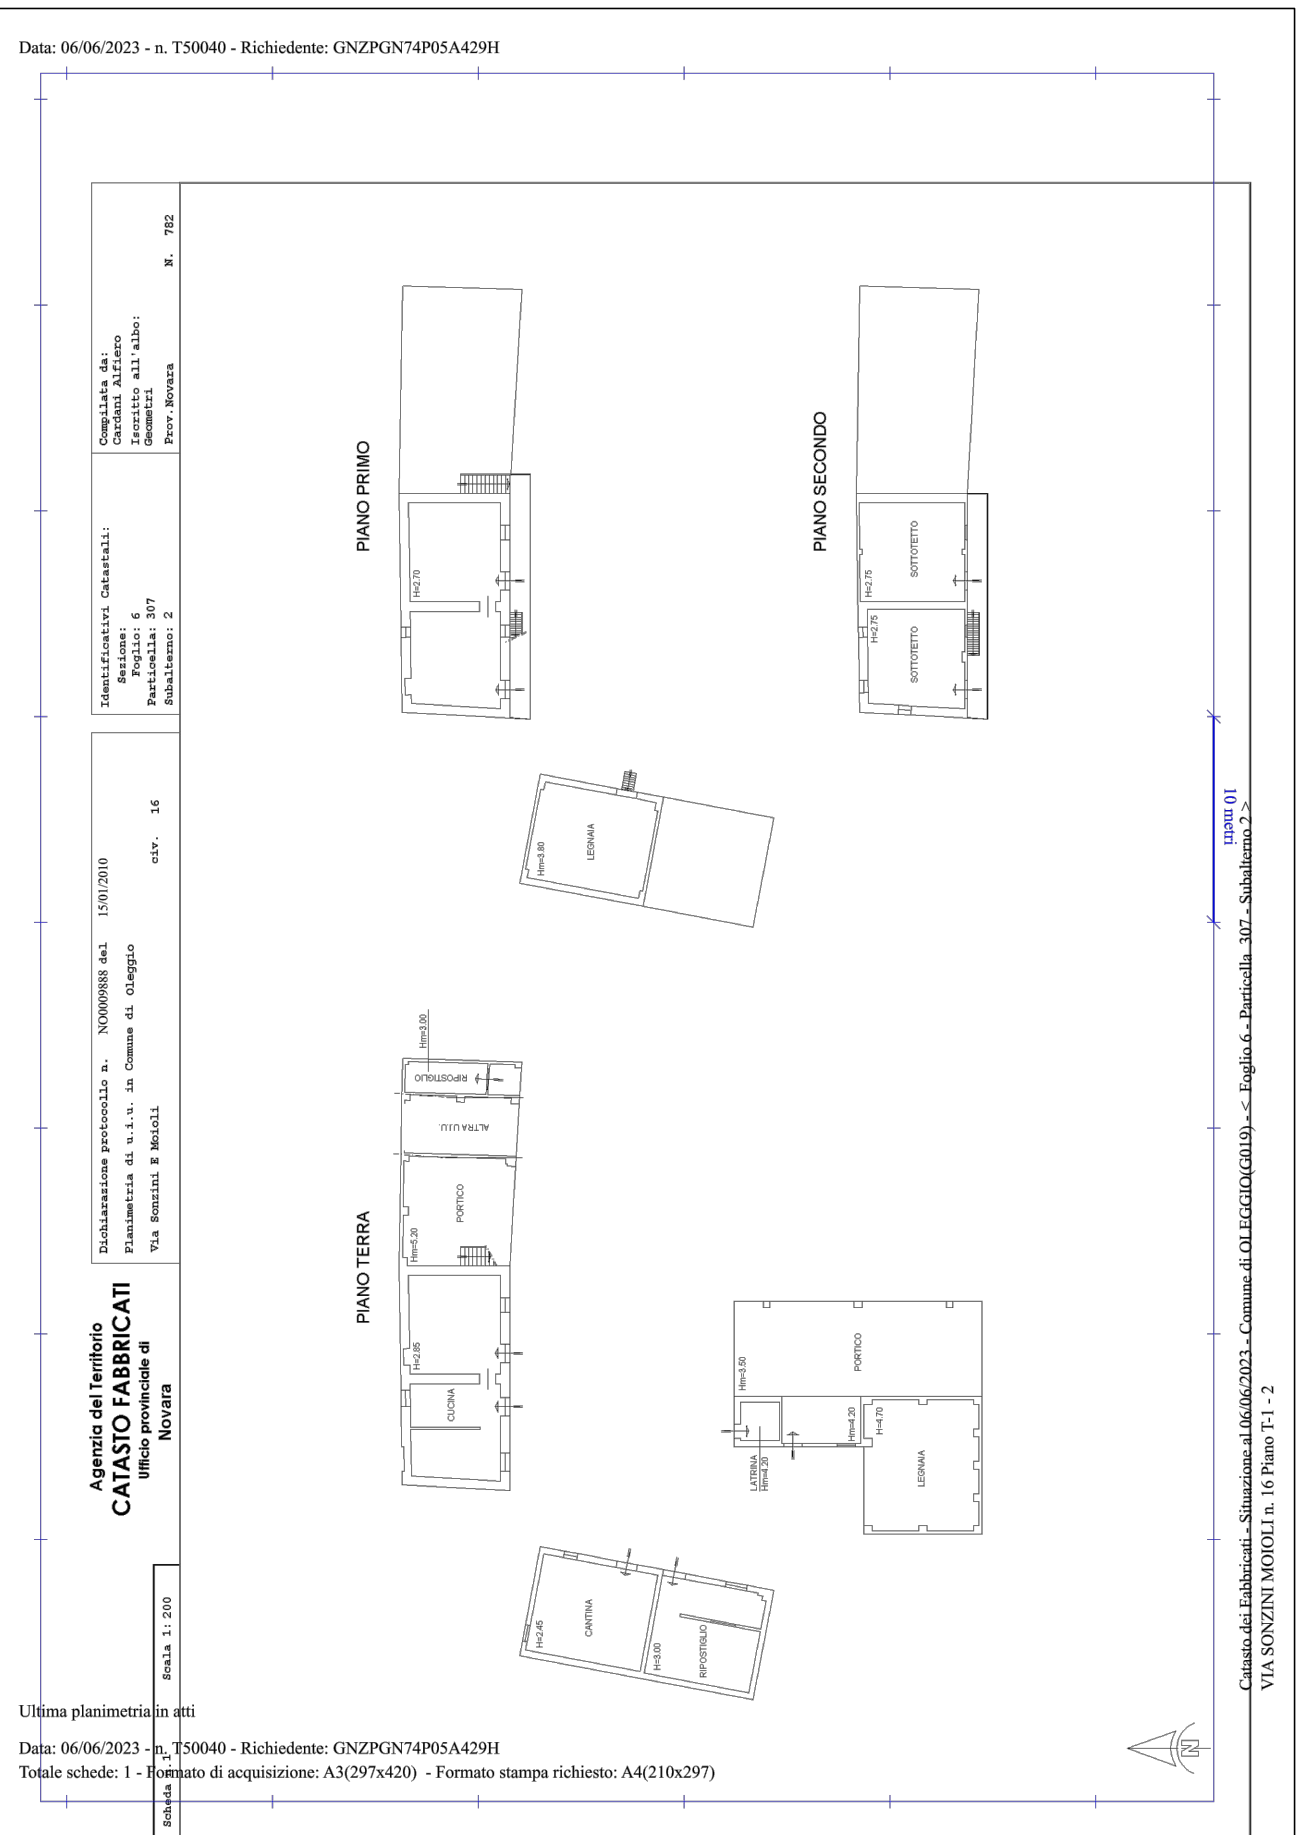 Data: 06/06/2023 - n. T50040 - Richiedente: GNZPGN74P05A429H
Agenzia del Territorio
CATASTO FABBRICATI
Ufficio provinciale di
Novara
Dichiarazione protocollo n. NO0009888 del 15/01/2010
Planimetria di u.i.u. in Comune di Oleggio
Via Sonzini E Moioli civ. 16
Identificativi Catastali:
Sezione:
Foglio: 6
Particella: 307
Subalterno: 2
Compilata da:
Cardani Alfiero
Iscritto all'albo:
Geometri
Prov. Novara N. 782
Scheda n. 1 Scala 1: 200
PIANO PRIMO
H=2.70
PIANO SECONDO
H=2.75
SOTTOTETTO
H=2.75
SOTTOTETTO
Hm=3.80
LEGNAIA
PIANO TERRA
Hm=3.00
RIPOSTIGLIO
ALTRA U.I.U.
Hm=5.20
PORTICO
H=2.85
CUCINA
Hm=3.50
PORTICO
LATRINA
Hm=4.20
Hm=4.20
H=4.70
LEGNAIA
H=2.45
CANTINA
H=3.00
RIPOSTIGLIO
10 metri
N
Catasto dei Fabbricati - Situazione al 06/06/2023 - Comune di OLEGGIO(G019) - < Foglio 6 - Particella 307 - Subalterno 2 >
VIA SONZINI MOIOLI n. 16 Piano T-1 - 2
Ultima planimetria in atti
Data: 06/06/2023 - n. T50040 - Richiedente: GNZPGN74P05A429H
Totale schede: 1 - Formato di acquisizione: A3(297x420) - Formato stampa richiesto: A4(210x297)